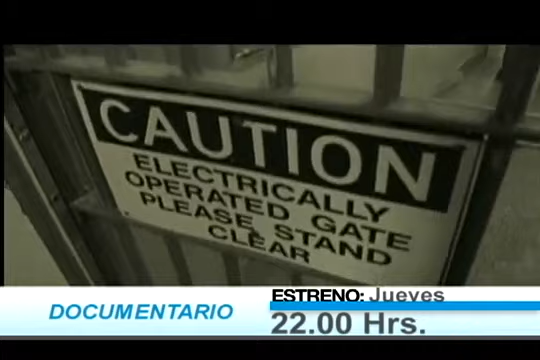 CAUTION
ELECTRICALLY
OPERATED GATE
PLEASE STAND
CLEAR
DOCUMENTARIO
ESTRENO: Jueves
22.00 Hrs.